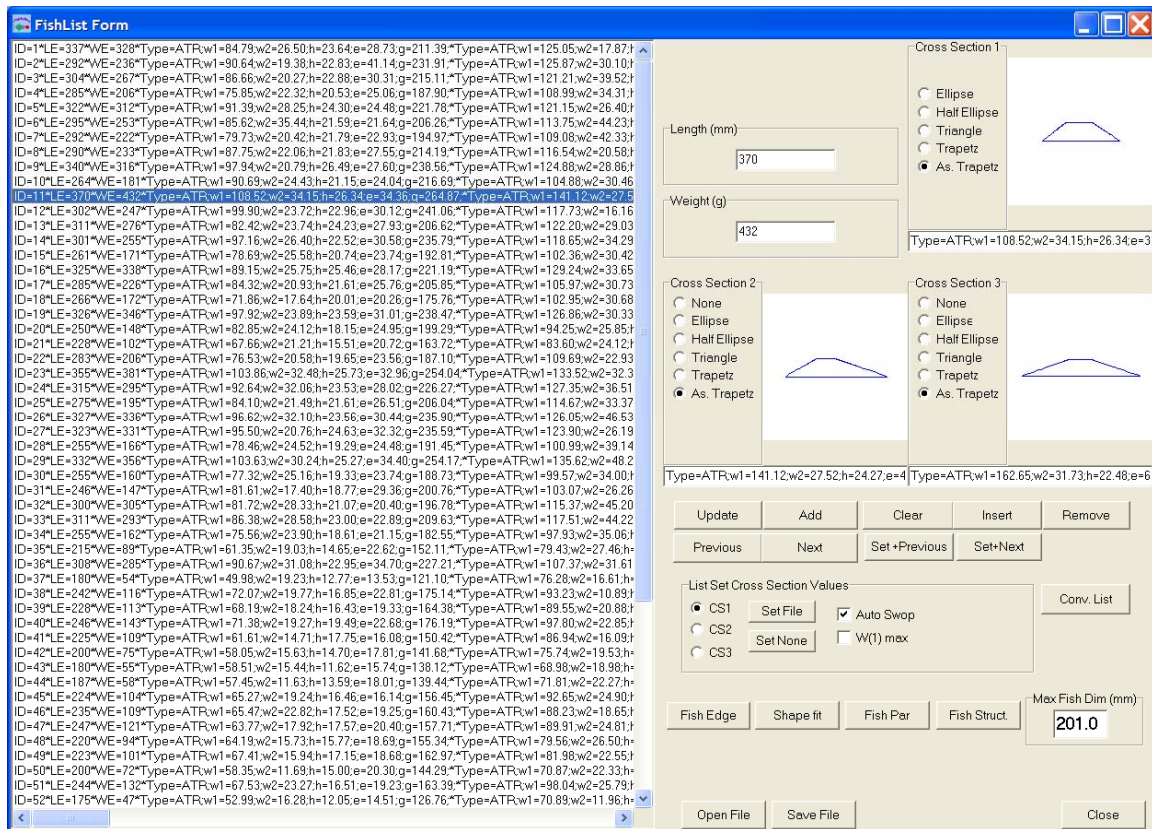 FishList Form
ID=1*LE=337*WE=328*Type=ATR;w1=84.79;w2=26.50;h=23.64;e=28.73;g=211.39;*Type=ATR;w1=125.05;w2=17.87;h
ID=2*LE=292*WE=236*Type=ATR;w1=90.64;w2=19.38;h=22.83;e=41.14;g=231.91;*Type=ATR;w1=125.87;w2=30.10;h
ID=3*LE=304*WE=267*Type=ATR;w1=86.66;w2=20.27;h=22.88;e=30.31;g=215.11;*Type=ATR;w1=121.21;w2=39.52;h
ID=4*LE=285*WE=206*Type=ATR;w1=75.85;w2=22.32;h=20.53;e=25.06;g=187.90;*Type=ATR;w1=108.99;w2=34.31;h
ID=5*LE=322*WE=312*Type=ATR;w1=91.39;w2=28.25;h=24.30;e=24.48;g=221.78;*Type=ATR;w1=121.15;w2=26.40;h
ID=6*LE=295*WE=253*Type=ATR;w1=85.62;w2=35.44;h=21.59;e=21.64;g=206.26;*Type=ATR;w1=113.75;w2=44.23;h
ID=7*LE=292*WE=222*Type=ATR;w1=79.73;w2=20.42;h=21.79;e=22.93;g=194.97;*Type=ATR;w1=109.08;w2=42.33;h
ID=8*LE=290*WE=233*Type=ATR;w1=87.75;w2=22.06;h=21.83;e=27.55;g=214.19;*Type=ATR;w1=116.54;w2=20.58;h
ID=9*LE=340*WE=316*Type=ATR;w1=97.94;w2=20.79;h=26.49;e=27.60;g=238.56;*Type=ATR;w1=124.88;w2=28.86;h
ID=10*LE=264*WE=181*Type=ATR;w1=90.69;w2=24.43;h=21.15;e=24.04;g=216.69;*Type=ATR;w1=104.88;w2=30.46
ID=11*LE=370*WE=432*Type=ATR;w1=108.52;w2=34.15;h=26.34;e=34.36;g=264.87;*Type=ATR;w1=141.12;w2=27.5
ID=12*LE=302*WE=247*Type=ATR;w1=99.90;w2=23.72;h=22.96;e=30.12;g=241.06;*Type=ATR;w1=117.73;w2=16.16
ID=13*LE=311*WE=276*Type=ATR;w1=82.42;w2=23.74;h=24.23;e=27.93;g=206.62;*Type=ATR;w1=122.20;w2=29.03
ID=14*LE=301*WE=255*Type=ATR;w1=97.16;w2=26.40;h=22.52;e=30.58;g=235.79;*Type=ATR;w1=118.65;w2=34.29
ID=15*LE=261*WE=171*Type=ATR;w1=78.69;w2=25.58;h=20.74;e=23.74;g=192.81;*Type=ATR;w1=102.36;w2=30.42
ID=16*LE=325*WE=338*Type=ATR;w1=89.15;w2=25.75;h=25.46;e=28.17;g=221.19;*Type=ATR;w1=129.24;w2=33.65
ID=17*LE=285*WE=226*Type=ATR;w1=84.32;w2=20.93;h=21.61;e=25.76;g=205.85;*Type=ATR;w1=105.97;w2=30.73
ID=18*LE=266*WE=172*Type=ATR;w1=71.86;w2=17.64;h=20.01;e=20.26;g=175.76;*Type=ATR;w1=102.95;w2=30.68
ID=19*LE=326*WE=346*Type=ATR;w1=97.92;w2=23.89;h=23.59;e=31.01;g=238.47;*Type=ATR;w1=126.86;w2=30.33
ID=20*LE=250*WE=148*Type=ATR;w1=82.85;w2=24.12;h=18.15;e=24.95;g=199.29;*Type=ATR;w1=94.25;w2=25.85;h
ID=21*LE=228*WE=102*Type=ATR;w1=67.66;w2=21.21;h=15.51;e=20.72;g=163.72;*Type=ATR;w1=83.60;w2=24.12;h
ID=22*LE=283*WE=206*Type=ATR;w1=76.53;w2=20.58;h=19.65;e=23.56;g=187.10;*Type=ATR;w1=109.69;w2=22.93
ID=23*LE=355*WE=381*Type=ATR;w1=103.86;w2=32.48;h=25.73;e=32.96;g=254.04;*Type=ATR;w1=133.52;w2=32.3
ID=24*LE=315*WE=295*Type=ATR;w1=92.64;w2=32.06;h=23.53;e=28.02;g=226.27;*Type=ATR;w1=127.35;w2=36.51
ID=25*LE=275*WE=195*Type=ATR;w1=84.10;w2=21.49;h=21.61;e=26.51;g=206.04;*Type=ATR;w1=114.67;w2=33.37
ID=26*LE=327*WE=336*Type=ATR;w1=96.62;w2=32.10;h=23.56;e=30.44;g=235.90;*Type=ATR;w1=126.05;w2=46.53
ID=27*LE=323*WE=331*Type=ATR;w1=95.50;w2=20.76;h=24.63;e=32.32;g=235.59;*Type=ATR;w1=123.90;w2=26.19
ID=28*LE=255*WE=166*Type=ATR;w1=78.46;w2=24.52;h=19.29;e=24.48;g=191.45;*Type=ATR;w1=100.99;w2=39.14
ID=29*LE=332*WE=356*Type=ATR;w1=103.63;w2=30.24;h=25.27;e=34.40;g=254.17;*Type=ATR;w1=135.62;w2=48.2
ID=30*LE=255*WE=160*Type=ATR;w1=77.32;w2=25.16;h=19.33;e=23.74;g=188.73;*Type=ATR;w1=99.57;w2=34.00;h
ID=31*LE=246*WE=147*Type=ATR;w1=81.61;w2=17.40;h=18.77;e=29.36;g=200.76;*Type=ATR;w1=103.07;w2=26.26
ID=32*LE=300*WE=305*Type=ATR;w1=81.72;w2=28.33;h=21.07;e=20.40;g=196.78;*Type=ATR;w1=115.37;w2=45.20
ID=33*LE=311*WE=293*Type=ATR;w1=86.38;w2=28.58;h=23.00;e=22.89;g=209.63;*Type=ATR;w1=117.51;w2=44.22
ID=34*LE=255*WE=162*Type=ATR;w1=75.56;w2=23.90;h=18.61;e=21.15;g=182.55;*Type=ATR;w1=97.93;w2=35.06;h
ID=35*LE=215*WE=89*Type=ATR;w1=61.35;w2=19.03;h=14.65;e=22.62;g=152.11;*Type=ATR;w1=79.43;w2=27.46;h=
ID=36*LE=308*WE=285*Type=ATR;w1=90.67;w2=31.08;h=22.95;e=34.70;g=227.21;*Type=ATR;w1=107.37;w2=31.61
ID=37*LE=180*WE=54*Type=ATR;w1=49.98;w2=19.23;h=12.77;e=13.53;g=121.10;*Type=ATR;w1=76.28;w2=16.61;h=
ID=38*LE=242*WE=116*Type=ATR;w1=72.07;w2=19.77;h=16.85;e=22.81;g=175.14;*Type=ATR;w1=93.23;w2=10.89;h
ID=39*LE=228*WE=113*Type=ATR;w1=68.19;w2=18.24;h=16.43;e=19.33;g=164.38;*Type=ATR;w1=89.55;w2=20.88;h
ID=40*LE=246*WE=143*Type=ATR;w1=71.38;w2=19.27;h=19.49;e=22.68;g=176.19;*Type=ATR;w1=97.80;w2=22.85;h
ID=41*LE=225*WE=109*Type=ATR;w1=61.61;w2=14.71;h=17.75;e=16.08;g=150.42;*Type=ATR;w1=86.94;w2=16.09;h
ID=42*LE=200*WE=75*Type=ATR;w1=58.05;w2=15.63;h=14.70;e=17.81;g=141.68;*Type=ATR;w1=75.74;w2=19.53;h=
ID=43*LE=180*WE=55*Type=ATR;w1=58.51;w2=15.44;h=11.62;e=15.74;g=138.12;*Type=ATR;w1=68.98;w2=18.98;h=
ID=44*LE=187*WE=58*Type=ATR;w1=57.45;w2=11.63;h=13.59;e=18.01;g=139.44;*Type=ATR;w1=71.81;w2=22.27;h=
ID=45*LE=224*WE=104*Type=ATR;w1=65.27;w2=19.24;h=16.46;e=16.14;g=156.45;*Type=ATR;w1=92.65;w2=24.90;h
ID=46*LE=235*WE=109*Type=ATR;w1=65.47;w2=22.82;h=17.52;e=19.25;g=160.43;*Type=ATR;w1=88.23;w2=18.65;h
ID=47*LE=247*WE=121*Type=ATR;w1=63.77;w2=17.92;h=17.57;e=20.40;g=157.71;*Type=ATR;w1=89.91;w2=24.81;h
ID=48*LE=220*WE=94*Type=ATR;w1=64.19;w2=15.73;h=15.77;e=18.69;g=155.34;*Type=ATR;w1=79.56;w2=26.50;h=
ID=49*LE=223*WE=101*Type=ATR;w1=67.41;w2=15.94;h=17.15;e=18.68;g=162.97;*Type=ATR;w1=81.98;w2=22.55;h
ID=50*LE=200*WE=72*Type=ATR;w1=58.35;w2=11.69;h=15.00;e=20.30;g=144.29;*Type=ATR;w1=70.87;w2=22.33;h=
ID=51*LE=244*WE=132*Type=ATR;w1=67.53;w2=23.27;h=16.51;e=19.23;g=163.39;*Type=ATR;w1=98.04;w2=25.79;h
ID=52*LE=175*WE=47*Type=ATR;w1=52.99;w2=16.28;h=12.05;e=14.51;g=126.76;*Type=ATR;w1=70.89;w2=11.96;h=
Length (mm)
370
Weight (g)
432
Cross Section 1
Ellipse
Half Ellipse
Triangle
Trapetz
As. Trapetz
Type=ATR;w1=108.52;w2=34.15;h=26.34;e=3
Cross Section 2
None
Ellipse
Half Ellipse
Triangle
Trapetz
As. Trapetz
Type=ATR;w1=141.12;w2=27.52;h=24.27;e=4
Cross Section 3
None
Ellipse
Half Ellipse
Triangle
Trapetz
As. Trapetz
Type=ATR;w1=162.65;w2=31.73;h=22.48;e=6
Update Add Clear Insert Remove
Previous Next Set +Previous Set+Next
List Set Cross Section Values
CS1 Set File Auto Swop
CS2 Set None W(1) max
CS3
Conv. List
Fish Edge Shape fit Fish Par Fish Struct.
Max Fish Dim (mm)
201.0
Open File Save File Close